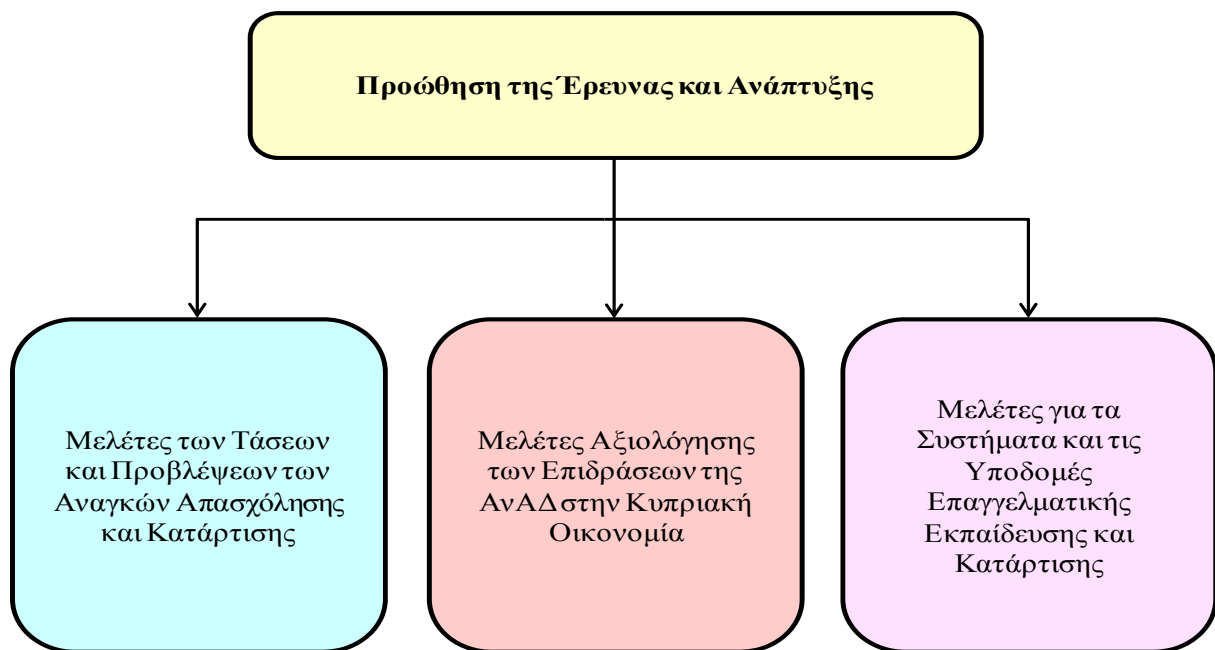 Προώθηση της Έρευνας και Ανάπτυξης
Μελέτες των Τάσεων
και Προβλέψεων των
Αναγκών Απασχόλησης
και Κατάρτισης
Μελέτες Αξιολόγησης
των Επιδράσεων της
ΑνΑΔ στην Κυπριακή
Οικονομία
Μελέτες για τα
Συστήματα και τις
Υποδομές
Επαγγελματικής
Εκπαίδευσης και
Κατάρτισης